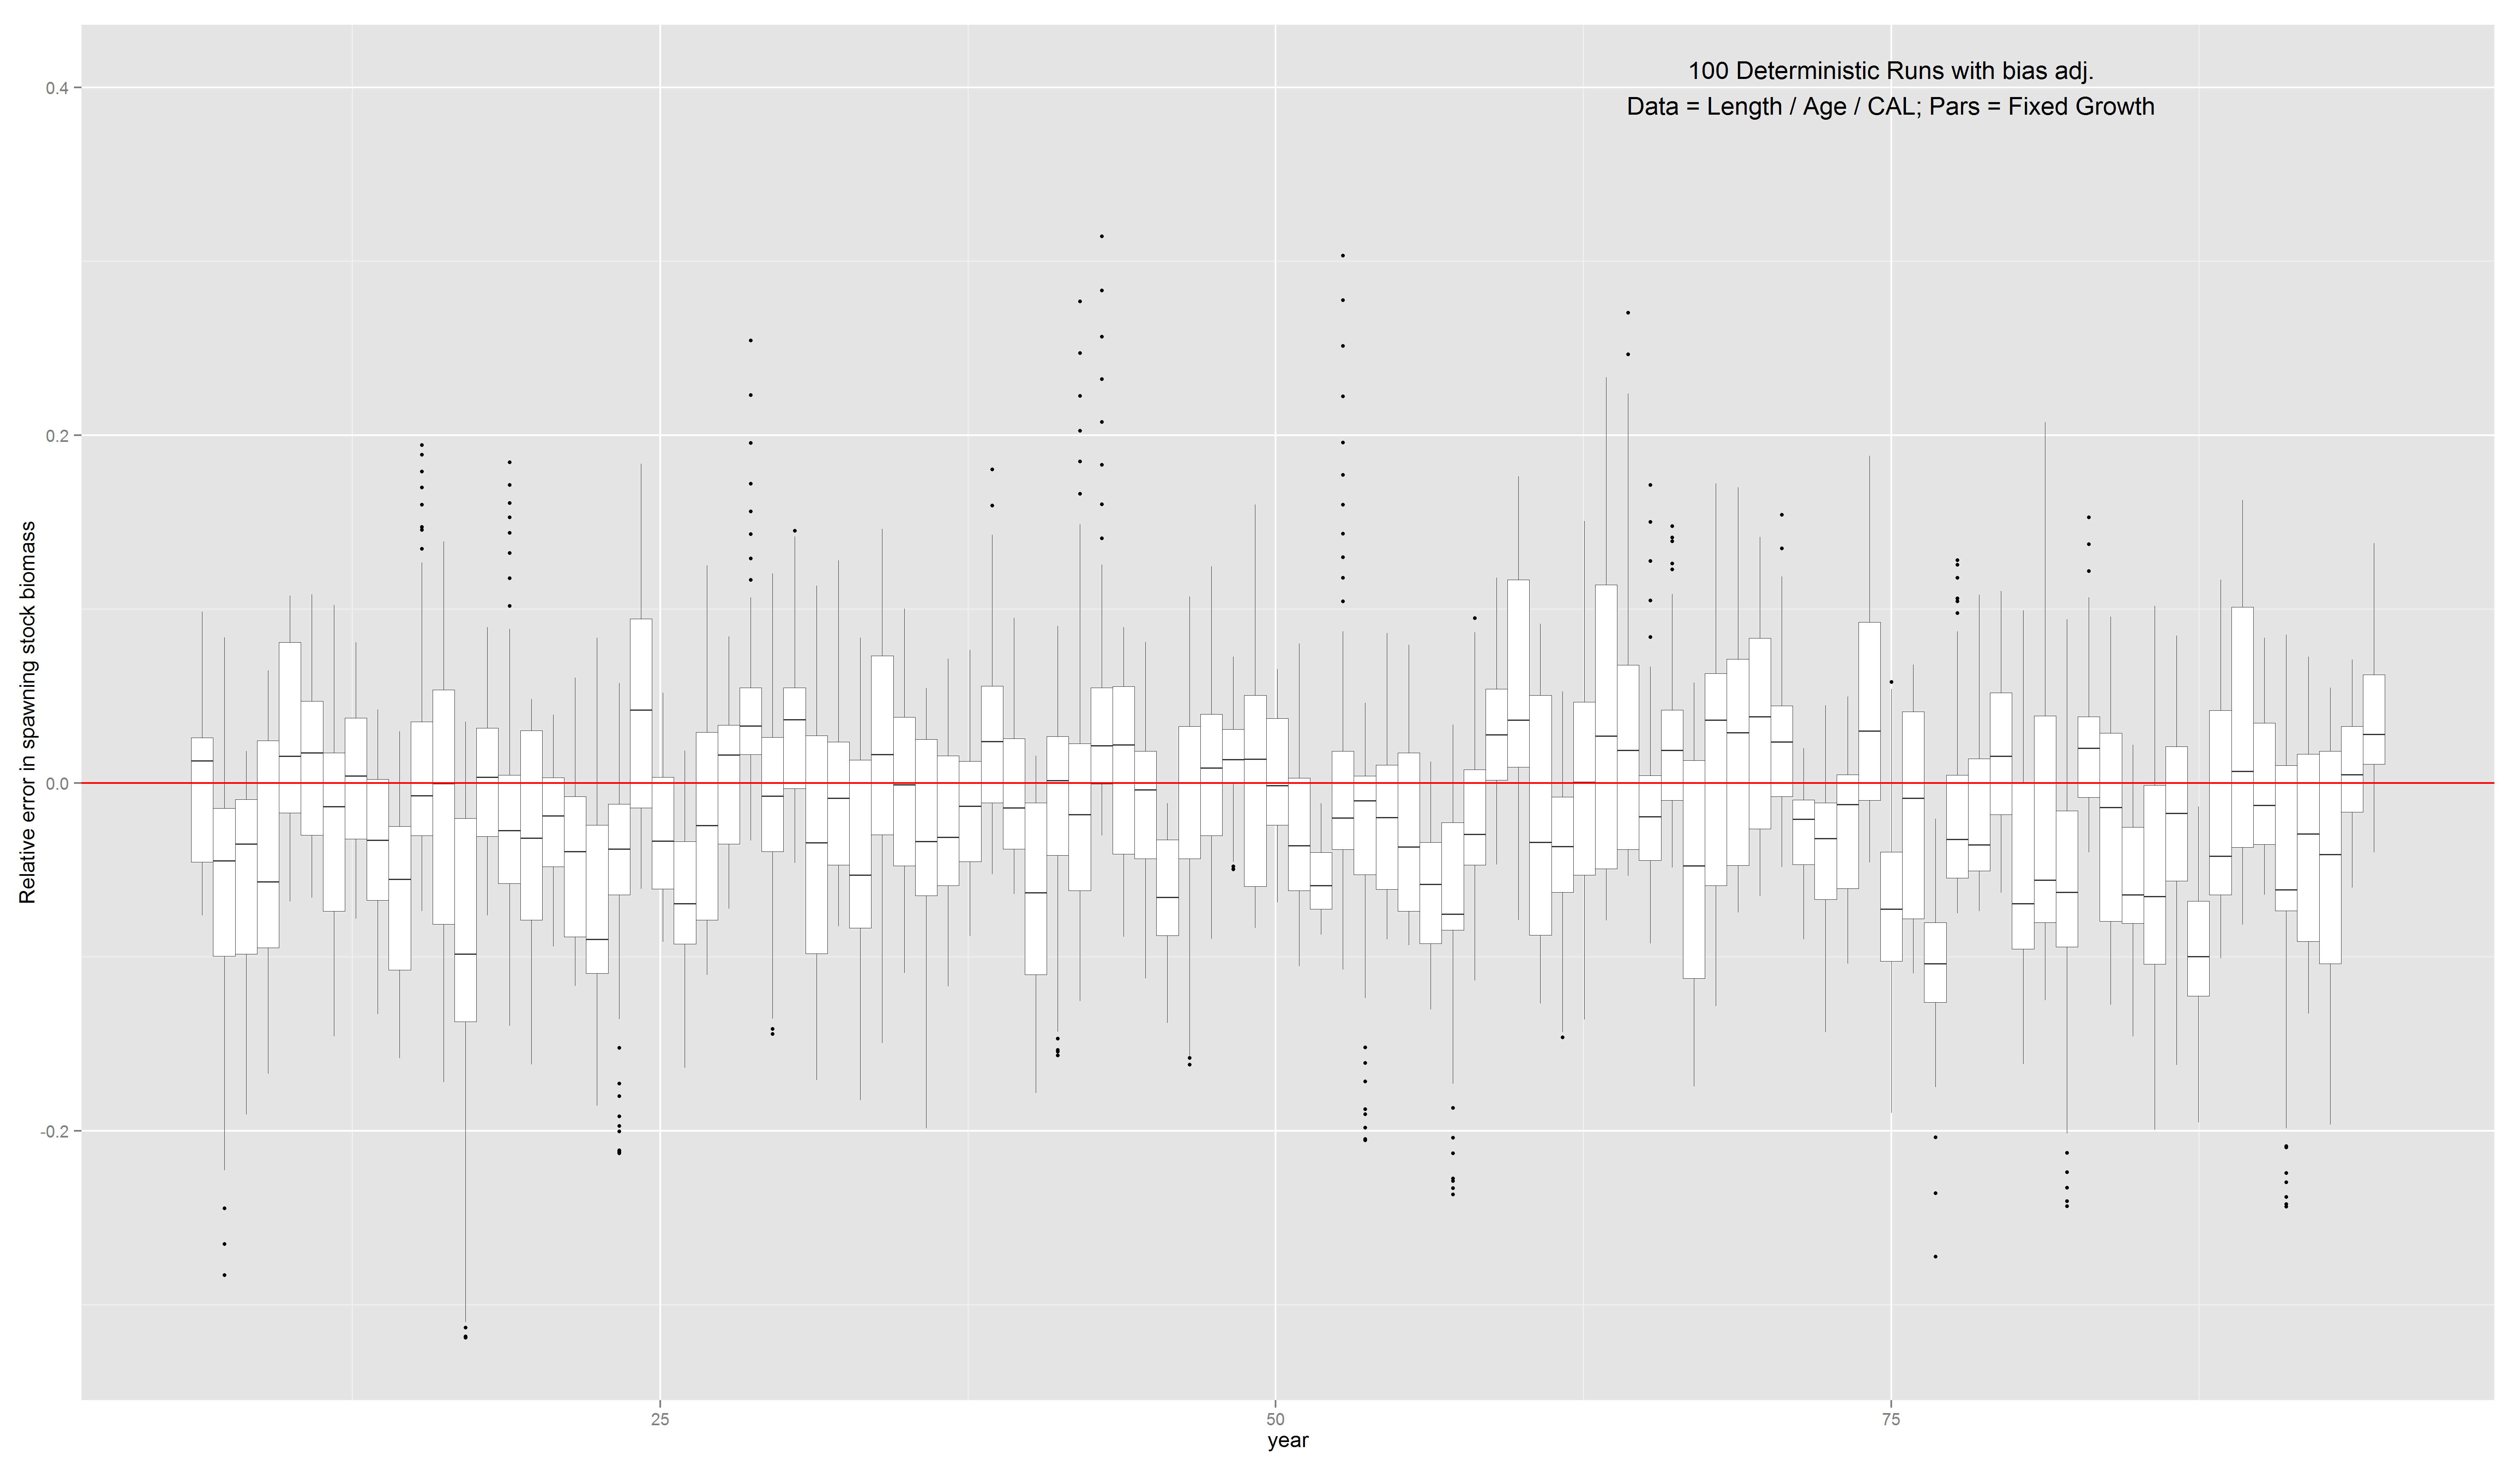 100 Deterministic Runs with bias adj.
Data = Length / Age / CAL; Pars = Fixed Growth
Relative error in spawning stock biomass
0.4
0.2
0.0
-0.2
25
50
75
year